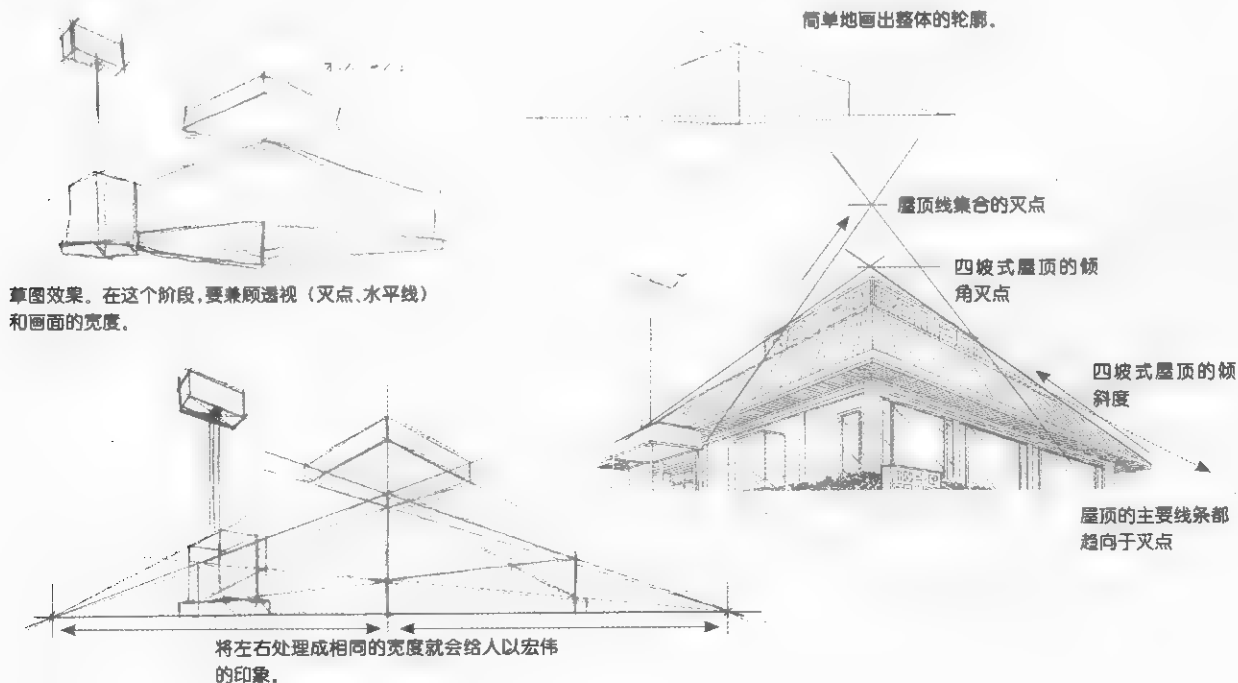 简单地画出整体的轮廓。
屋顶线集合的灭点
四坡式屋顶的倾
角灭点
草图效果。在这个阶段,要兼顾透视（灭点、水平线）
和画面的宽度。
四坡式屋顶的倾
斜度
屋顶的主要线条都
趋向于灭点
将左右处理成相同的宽度就会给人以宏伟
的印象。